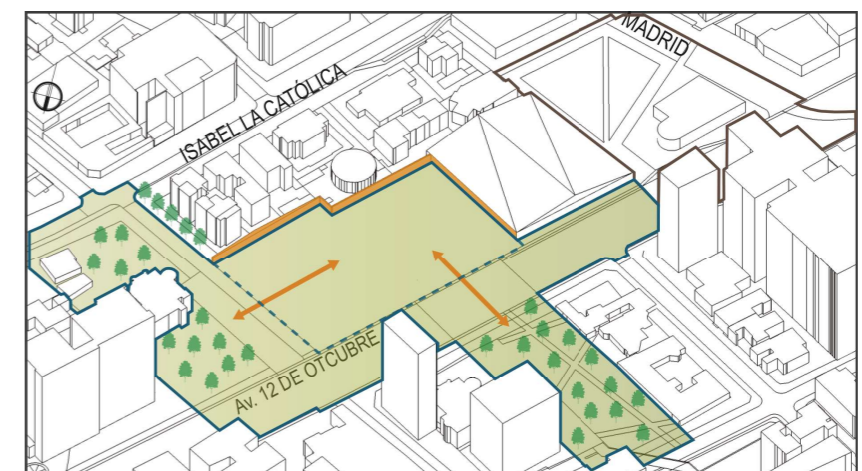 MADRID
ISABEL LA CATÓLICA
Av. 12 DE OTCUBRE